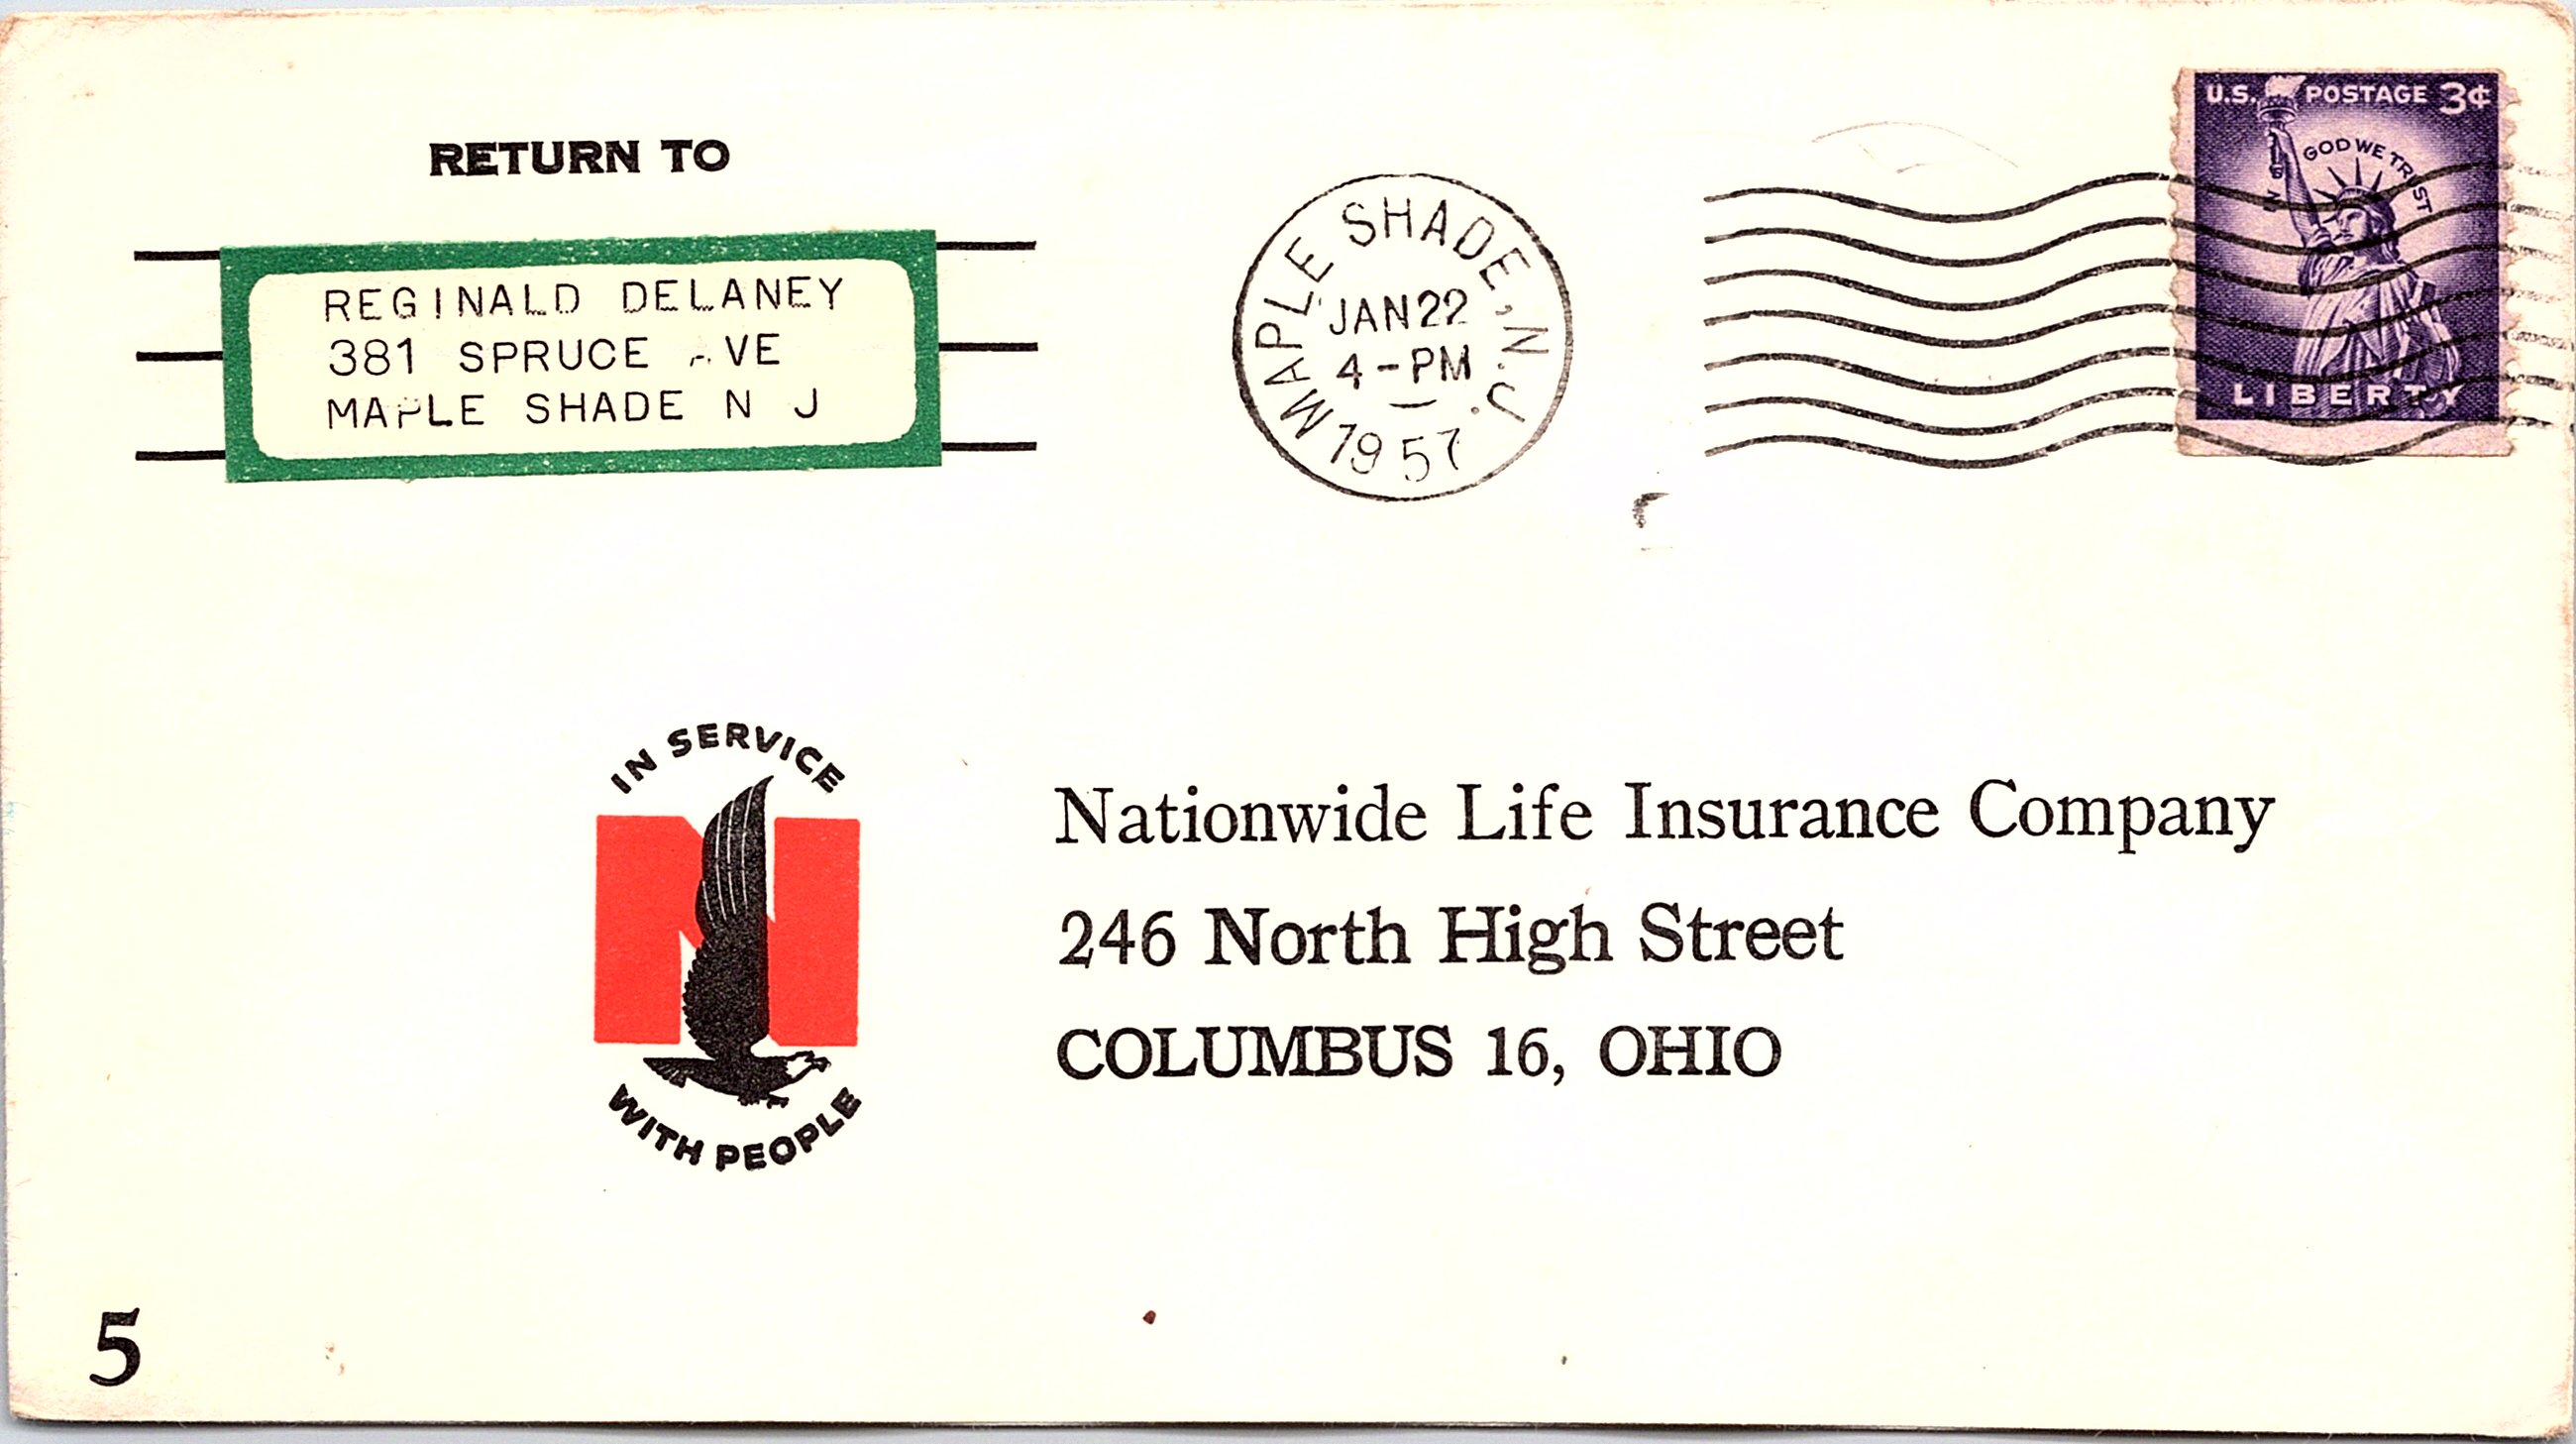 RETURN TO
REGINALD DELANEY
381 SPRUCE AVE
MAPLE SHADE N J
MAPLE SHADE, N.J.
JAN 22
4-PM
1957
U.S. POSTAGE 3¢
IN GOD WE TRUST
LIBERTY
IN SERVICE
N
WITH PEOPLE
Nationwide Life Insurance Company
246 North High Street
COLUMBUS 16, OHIO
5